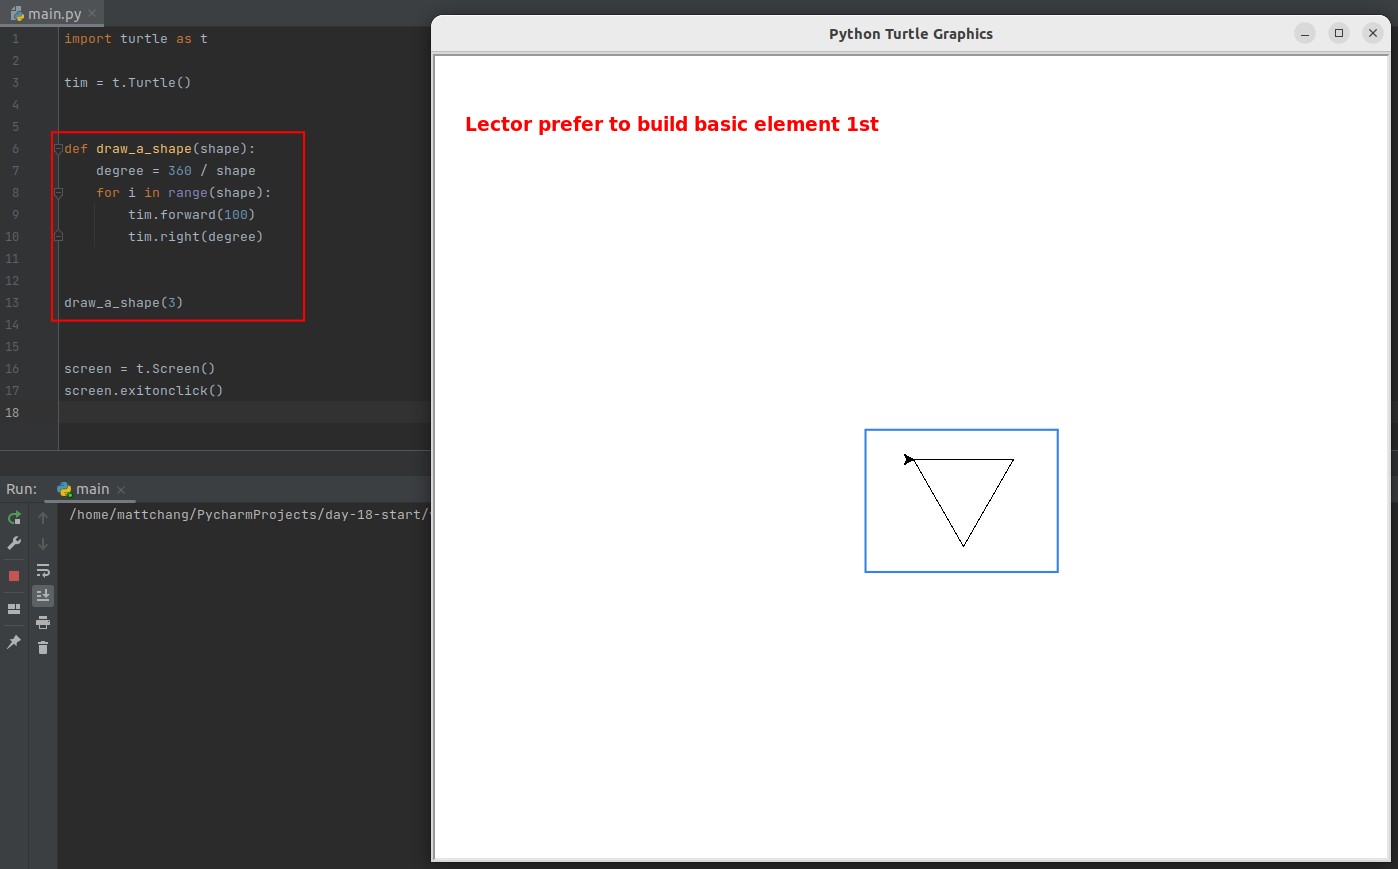 main.py
1 import turtle as t
2
3 tim = t.Turtle()
4
5
6 def draw_a_shape(shape):
7     degree = 360 / shape
8     for i in range(shape):
9         tim.forward(100)
10         tim.right(degree)
11
12
13 draw_a_shape(3)
14
15
16 screen = t.Screen()
17 screen.exitonclick()
18
Run: main
/home/mattchang/PycharmProjects/day-18-start/
Python Turtle Graphics
Lector prefer to build basic element 1st